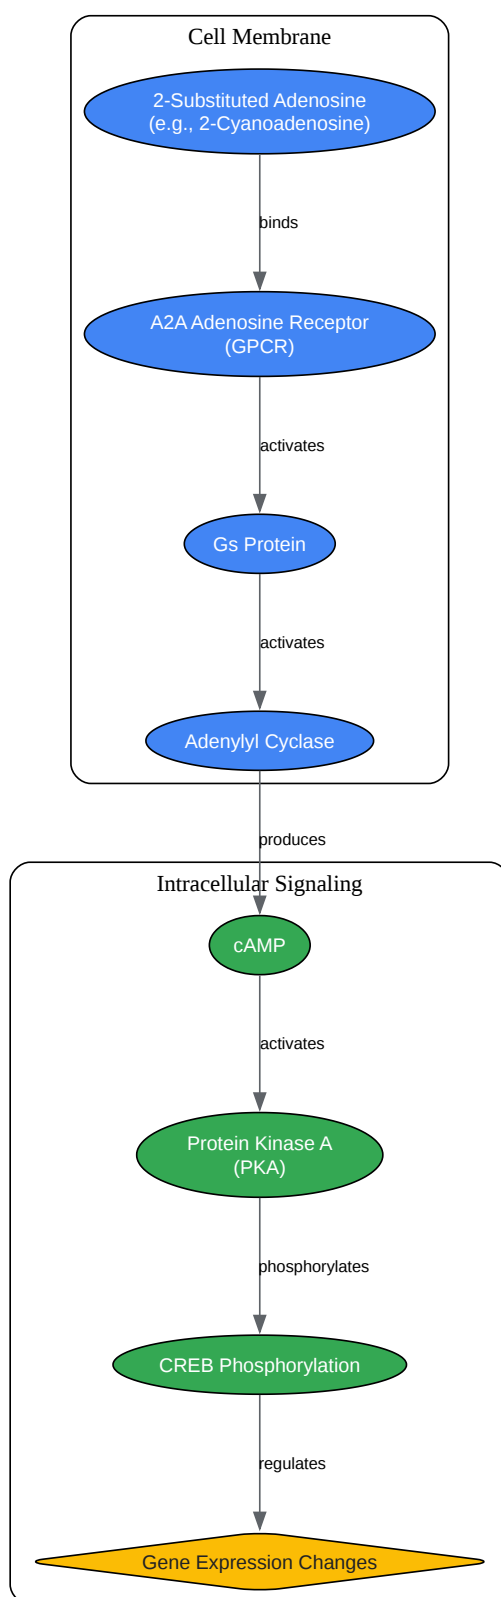 Cell Membrane
2-Substituted Adenosine
(e.g., 2-Cyanoadenosine)
binds
A2A Adenosine Receptor
(GPCR)
activates
Gs Protein
activates
Adenylyl Cyclase
produces
Intracellular Signaling
cAMP
activates
Protein Kinase A
(PKA)
phosphorylates
CREB Phosphorylation
regulates
Gene Expression Changes